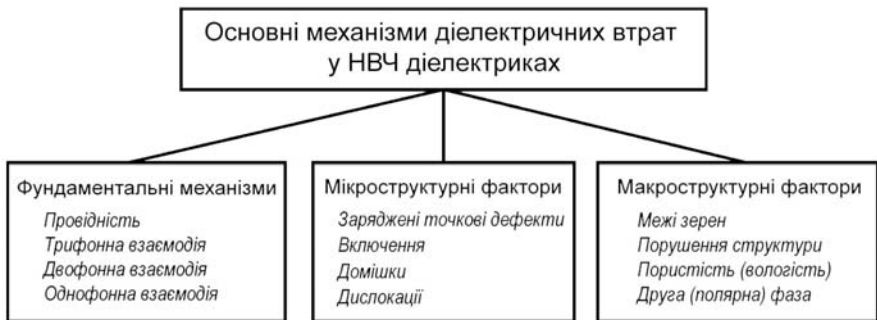 Основні механізми діелектричних втрат
у НВЧ діелектриках
Фундаментальні механізми
Провідність
Трифонна взаємодія
Двофонна взаємодія
Однофонна взаємодія
Мікроструктурні фактори
Заряджені точкові дефекти
Включення
Домішки
Дислокації
Макроструктурні фактори
Межі зерен
Порушення структури
Пористість (вологість)
Друга (полярна) фаза